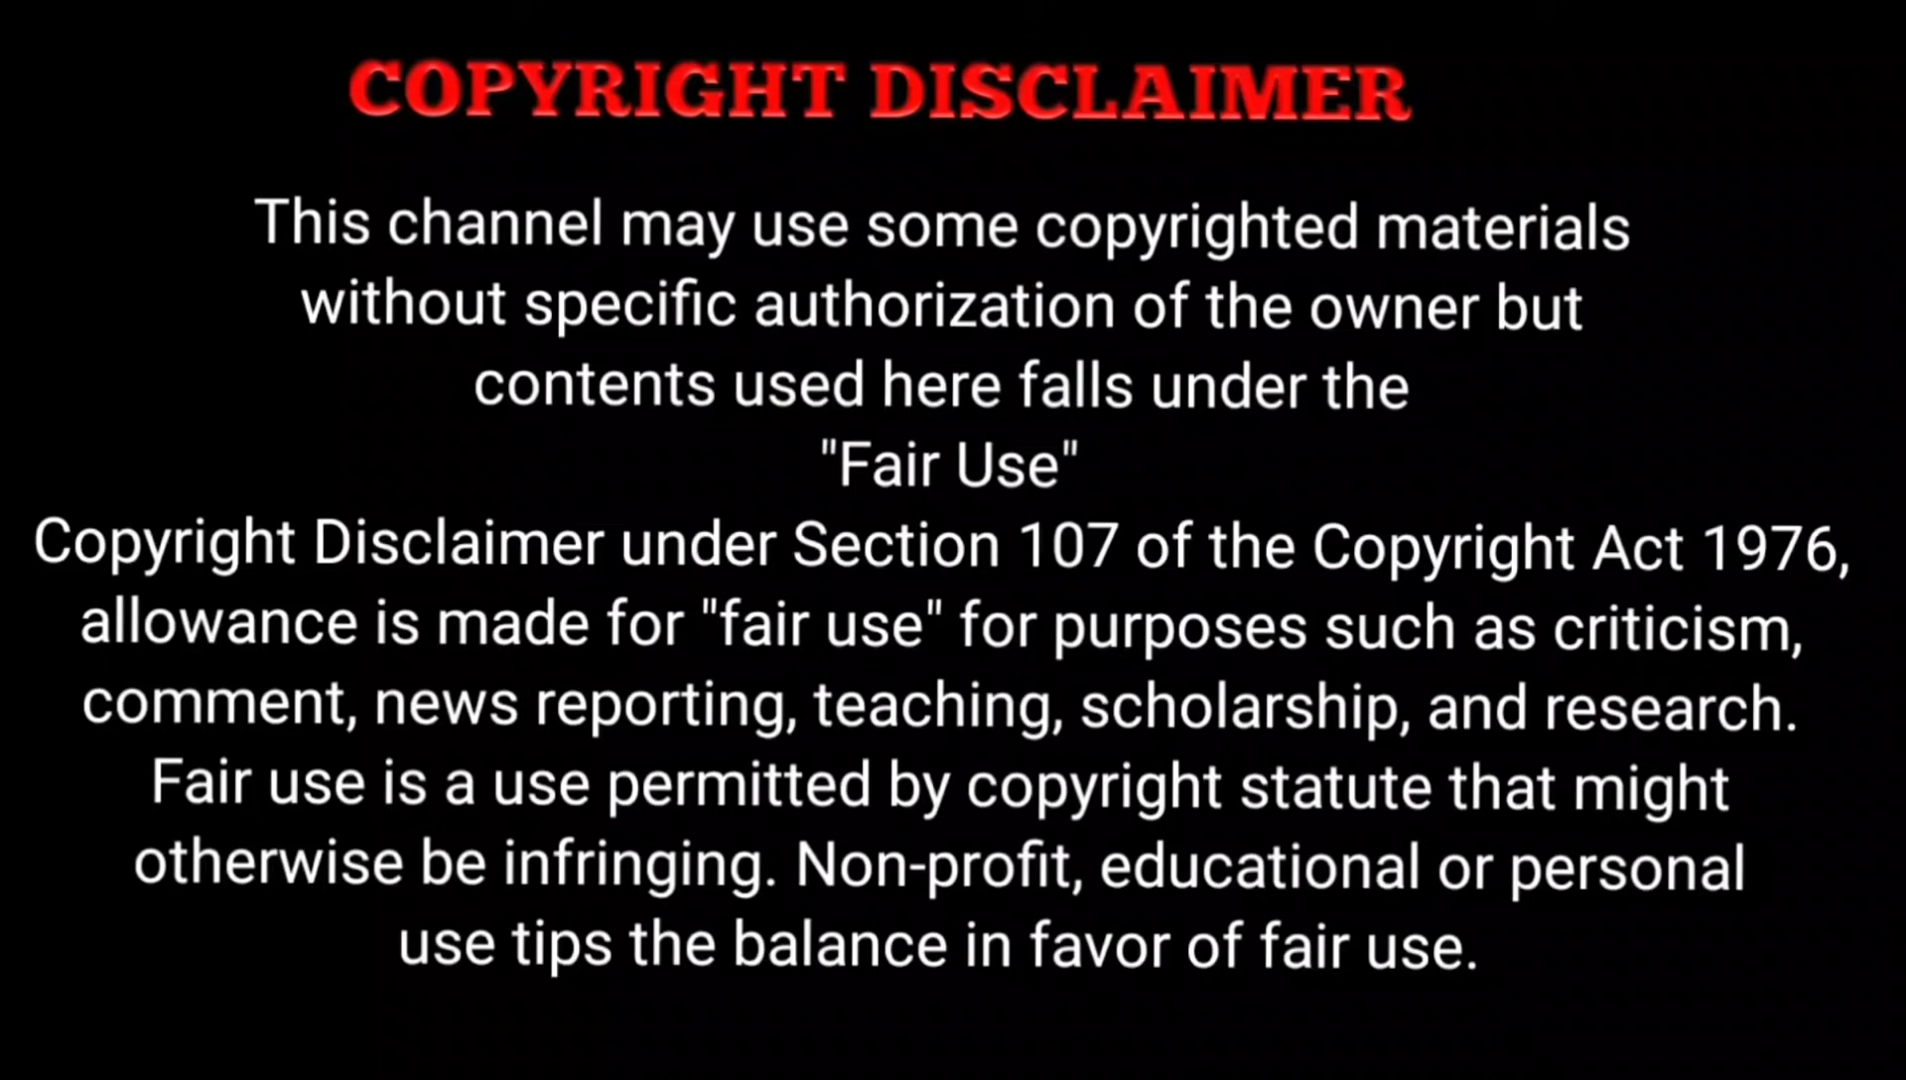 COPYRIGHT DISCLAIMER
This channel may use some copyrighted materials
without specific authorization of the owner but
contents used here falls under the
"Fair Use"
Copyright Disclaimer under Section 107 of the Copyright Act 1976,
allowance is made for "fair use" for purposes such as criticism,
comment, news reporting, teaching, scholarship, and research.
Fair use is a use permitted by copyright statute that might
otherwise be infringing. Non-profit, educational or personal
use tips the balance in favor of fair use.